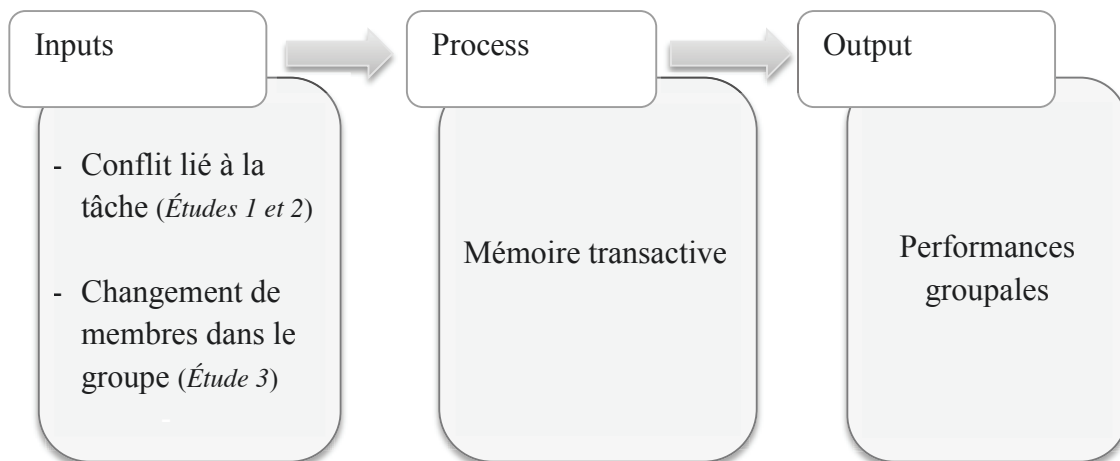 Inputs
Process
Output
- Conflit lié à la
tâche (Études 1 et 2)
- Changement de
membres dans le
groupe (Étude 3)
Mémoire transactive
Performances
groupales